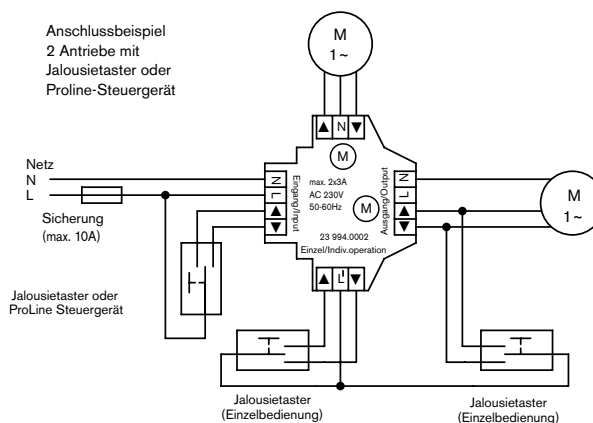 Anschlussbeispiel
2 Antriebe mit
Jalousietaster oder
Proline-Steuergerät
M
1~
▲ N ▼
M
Netz
N
L
Sicherung
(max. 10A)
N
L
▲
▼
Eingang/Input
max. 2x3A
AC 230V
50-60Hz
M
Ausgang/Output
N
L
▲
▼
M
1~
23 994.0002
Einzel/Indiv.operation
▲ L' ▼
Jalousietaster oder
ProLine Steuergerät
Jalousietaster
(Einzelbedienung)
Jalousietaster
(Einzelbedienung)